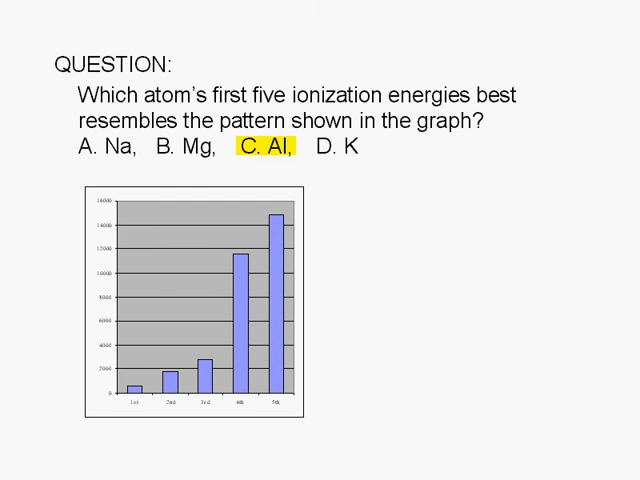 QUESTION:
Which atom's first five ionization energies best
resembles the pattern shown in the graph?
A. Na, B. Mg, C. Al, D. K
16000
14000
12000
10000
8000
6000
4000
2000
0
1st 2nd 3rd 4th 5th